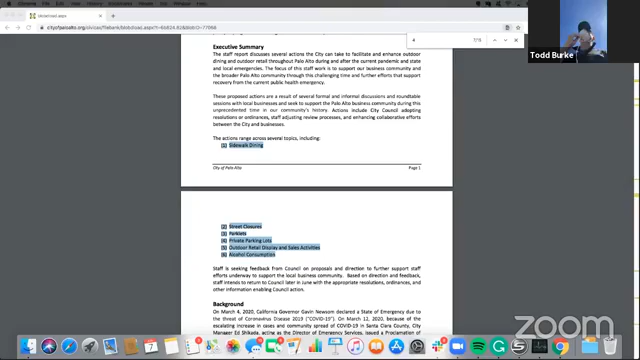 cityofpaloalto.org/civicax/filebank/blobdload.aspx?t=46824.62&BlobID=77088
blobdload.aspx
4
7/9
Todd Burke
Executive Summary
The staff report discusses several actions the City can take to facilitate and enhance outdoor
dining and outdoor retail throughout Palo Alto during and after the current pandemic and state
and local emergencies. The focus of this staff work is to support our business community and
the broader Palo Alto community through this challenging time and further efforts that support
recovery from the current public health emergency.
These proposed actions are a result of several formal and informal discussions and roundtable
sessions with local businesses and seek to support the Palo Alto business community during this
unprecedented time in our community's history. Actions include City Council adopting
resolutions or ordinances, staff adjusting review processes, and enhancing collaborative efforts
between the City and businesses.
The actions range across several topics, including:
(1) Sidewalk Dining
City of Palo Alto
Page 1
(2) Street Closures
(3) Parklets
(4) Private Parking Lots
(5) Outdoor Retail Display and Sales Activities
(6) Alcohol Consumption
Staff is seeking feedback from Council on proposals and direction to further support staff
efforts underway to support the local business community. Based on direction and feedback,
staff intends to return to Council later in June with the appropriate resolutions, ordinances, and
other information enabling Council action.
Background
On March 4, 2020, California Governor Gavin Newsom declared a State of Emergency due to
the threat of Coronavirus Disease 2019 ("COVID-19"). On March 12, 2020, because of the
escalating increase in cases and community spread of COVID-19 in Santa Clara County, City
Manager Ed Shikada, acting as the Director of Emergency Services, issued a Proclamation of
7
zoom